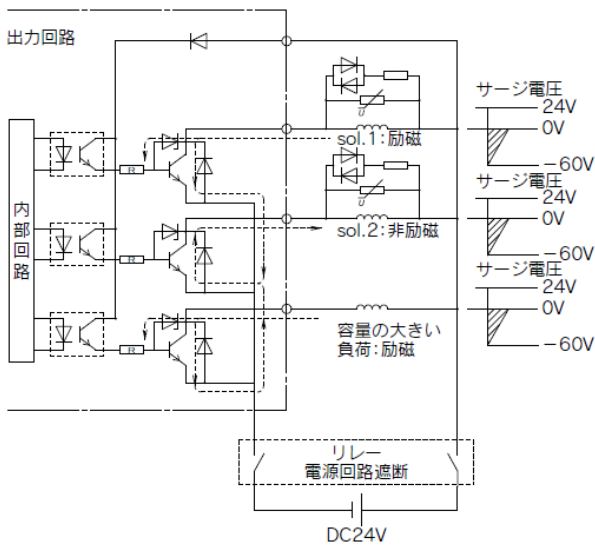 出力回路
サージ電圧
24V
0V
−60V
υ
sol.1:励磁
R
サージ電圧
24V
0V
−60V
υ
sol.2:非励磁
内部回路
R
サージ電圧
24V
0V
−60V
容量の大きい
負荷:励磁
R
リレー
電源回路遮断
DC24V